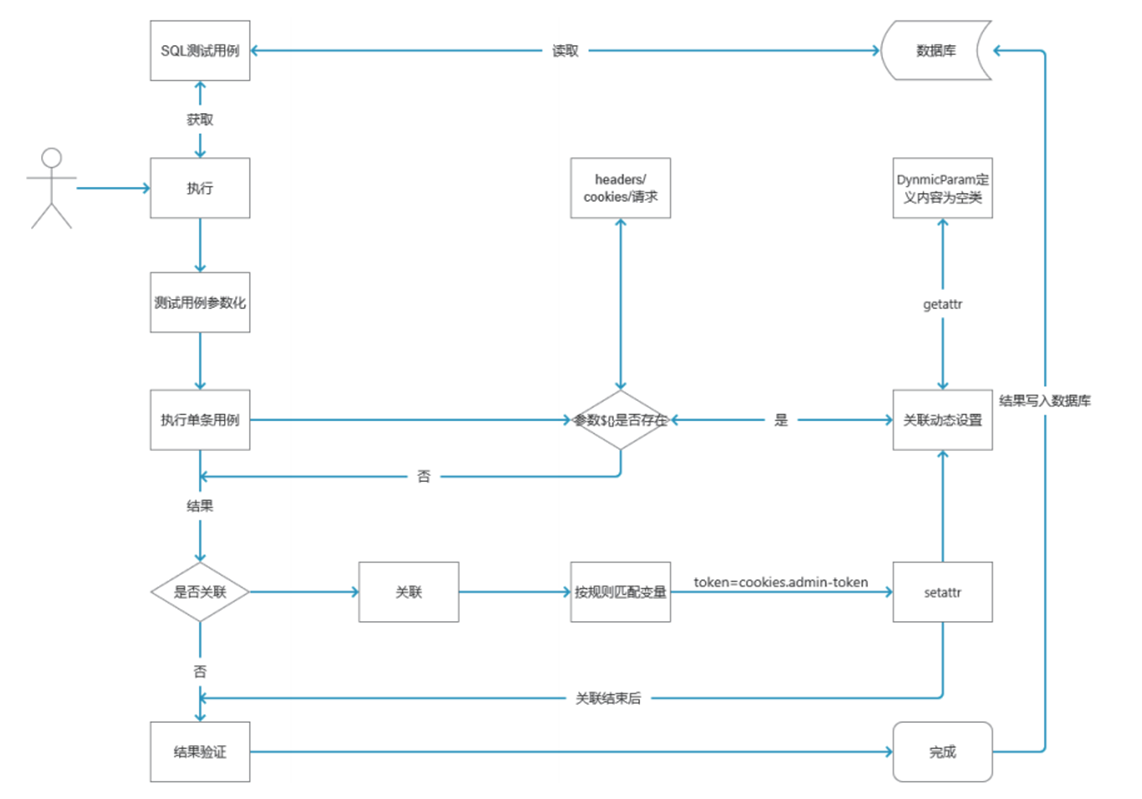 SQL测试用例
读取
数据库
获取
执行
headers/
cookies/请求
DynmicParam定
义内容为空类
测试用例参数化
getattr
执行单条用例
参数${}是否存在
是
关联动态设置
结果写入数据库
否
结果
是否关联
关联
按规则匹配变量
token=cookies.admin-token
setattr
否
关联结束后
结果验证
完成